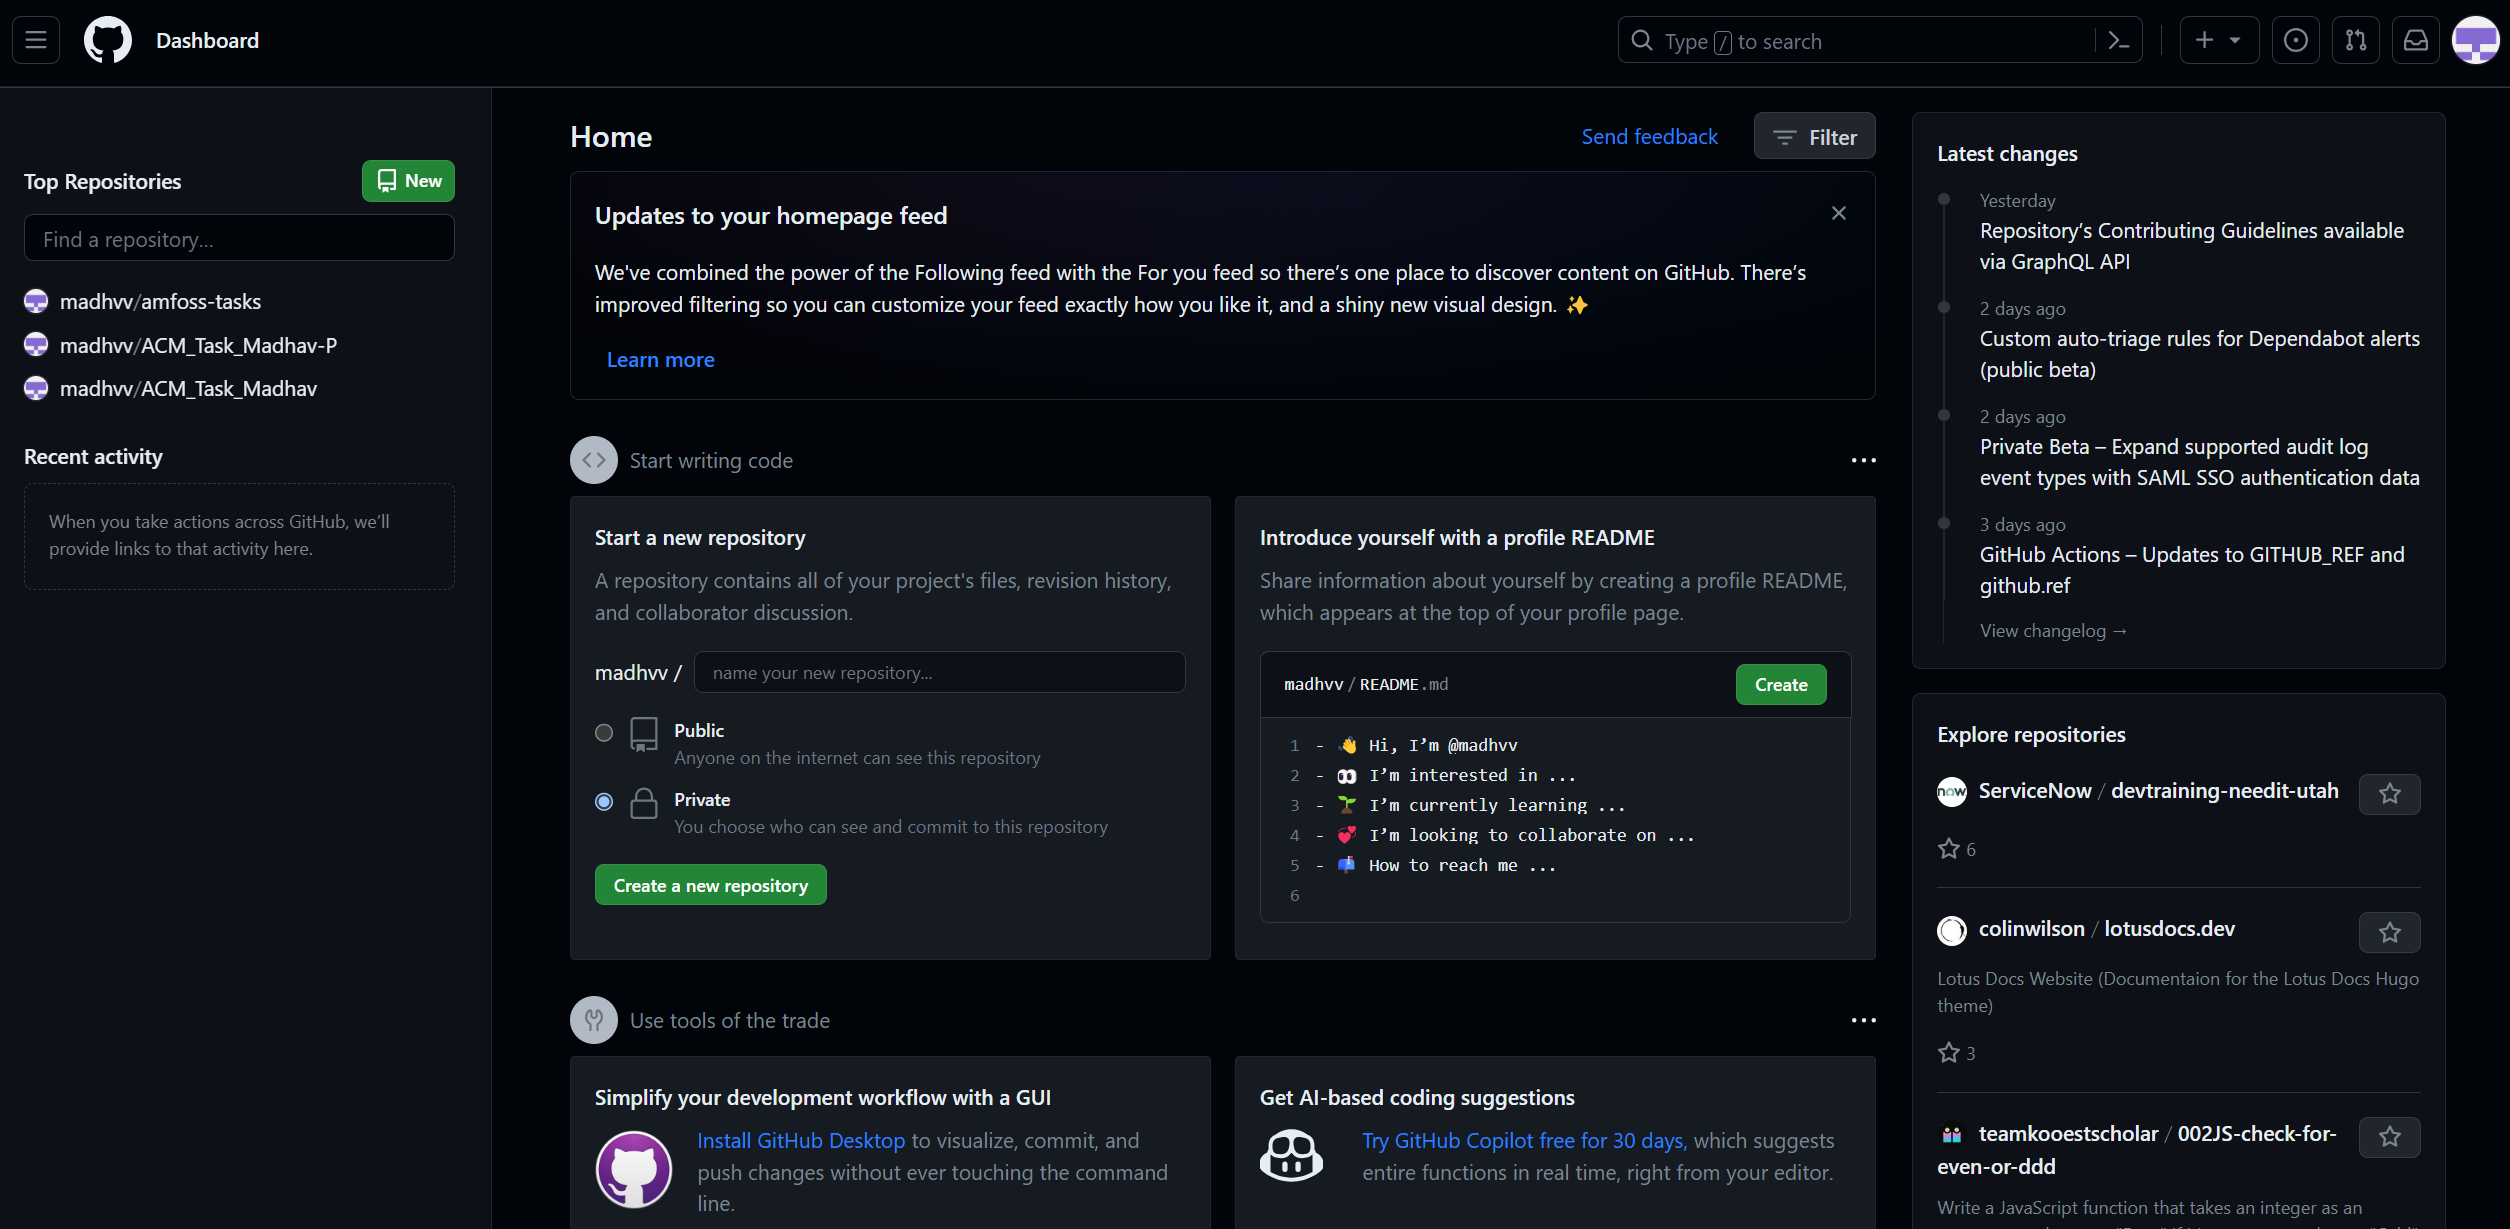 Dashboard
Type / to search
Top Repositories
New
Find a repository...
madhvv/amfoss-tasks
madhvv/ACM_Task_Madhav-P
madhvv/ACM_Task_Madhav
Recent activity
When you take actions across GitHub, we’ll
provide links to that activity here.
Home
Send feedback
Filter
Updates to your homepage feed
We've combined the power of the Following feed with the For you feed so there’s one place to discover content on GitHub. There’s
improved filtering so you can customize your feed exactly how you like it, and a shiny new visual design. ✨
Learn more
Start writing code
Start a new repository
A repository contains all of your project's files, revision history,
and collaborator discussion.
madhvv /
name your new repository...
Public
Anyone on the internet can see this repository
Private
You choose who can see and commit to this repository
Create a new repository
Introduce yourself with a profile README
Share information about yourself by creating a profile README,
which appears at the top of your profile page.
madhvv / README.md
Create
1 - 👋 Hi, I’m @madhvv
2 - 👀 I’m interested in ...
3 - 🌱 I’m currently learning ...
4 - 💞️ I’m looking to collaborate on ...
5 - 📫 How to reach me ...
6
Use tools of the trade
Simplify your development workflow with a GUI
Install GitHub Desktop to visualize, commit, and
push changes without ever touching the command
line.
Get AI-based coding suggestions
Try GitHub Copilot free for 30 days, which suggests
entire functions in real time, right from your editor.
Latest changes
Yesterday
Repository’s Contributing Guidelines available
via GraphQL API
2 days ago
Custom auto-triage rules for Dependabot alerts
(public beta)
2 days ago
Private Beta – Expand supported audit log
event types with SAML SSO authentication data
3 days ago
GitHub Actions – Updates to GITHUB_REF and
github.ref
View changelog →
Explore repositories
now
ServiceNow / devtraining-needit-utah
6
colinwilson / lotusdocs.dev
Lotus Docs Website (Documentaion for the Lotus Docs Hugo
theme)
3
teamkooestscholar / 002JS-check-for-
even-or-ddd
Write a JavaScript function that takes an integer as an